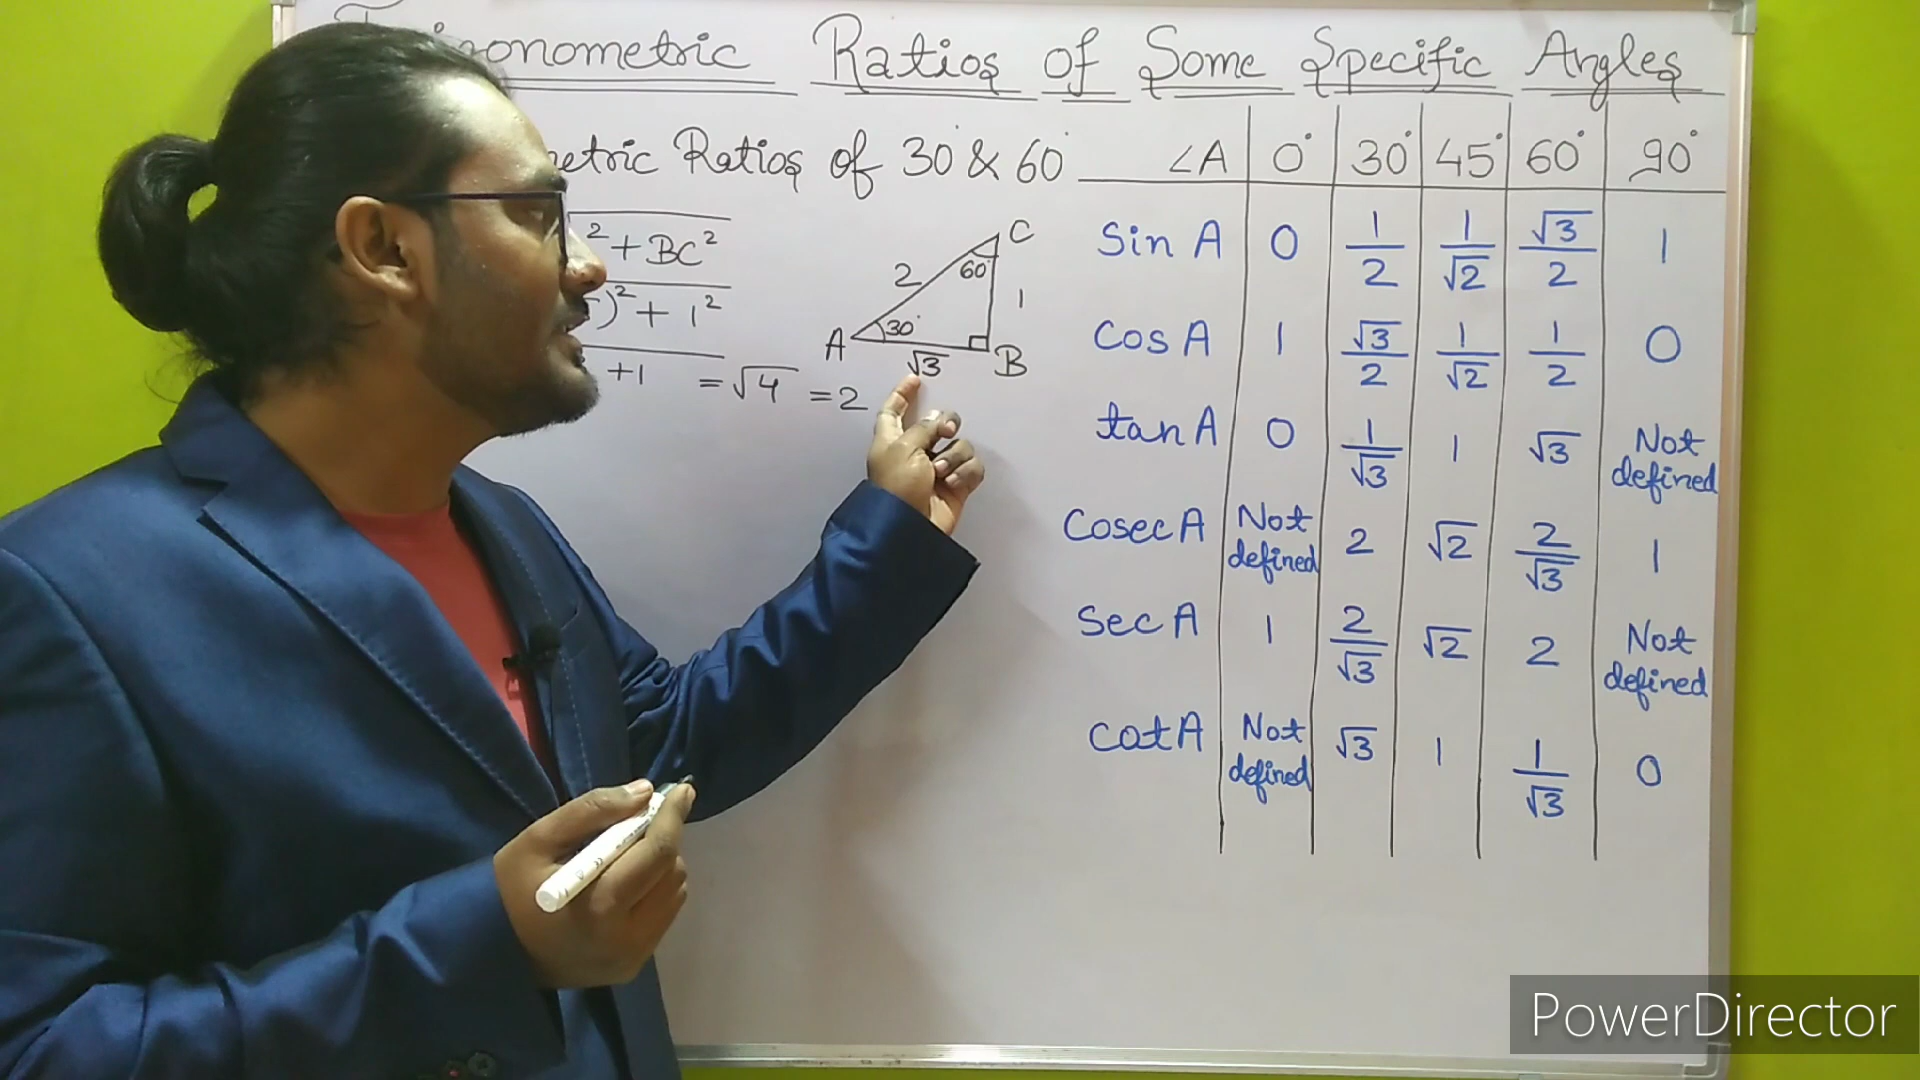 Trigonometric Ratios of Some Specific Angles
etric Ratios of 30° & 60°
² + BC²
)² + 1²
+1 = √4 = 2
A B C
30° 60°
2 1 √3
∠A 0° 30° 45° 60° 90°
Sin A 0 1/2 1/√2 √3/2 1
Cos A 1 √3/2 1/√2 1/2 0
tan A 0 1/√3 1 √3 Not defined
Cosec A Not defined 2 √2 2/√3 1
Sec A 1 2/√3 √2 2 Not defined
Cot A Not defined √3 1 1/√3 0
PowerDirector